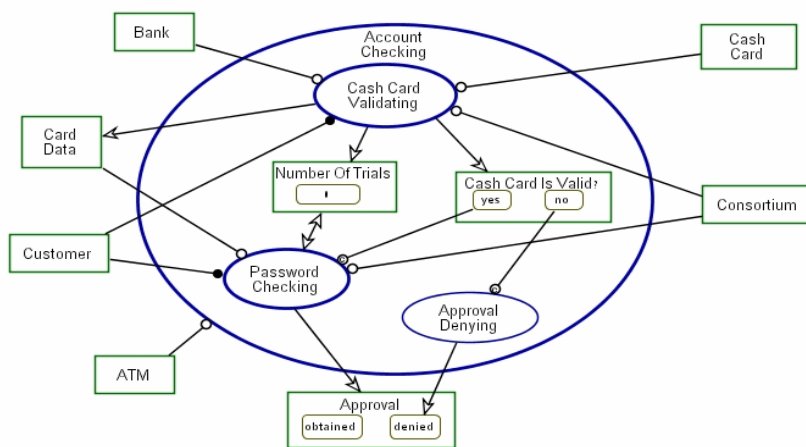 Bank
Account
Checking
Cash
Card
Cash Card
Validating
Card
Data
Number Of Trials
Cash Card Is Valid?
yes
no
Consortium
Customer
Password
Checking
Approval
Denying
ATM
Approval
obtained
denied